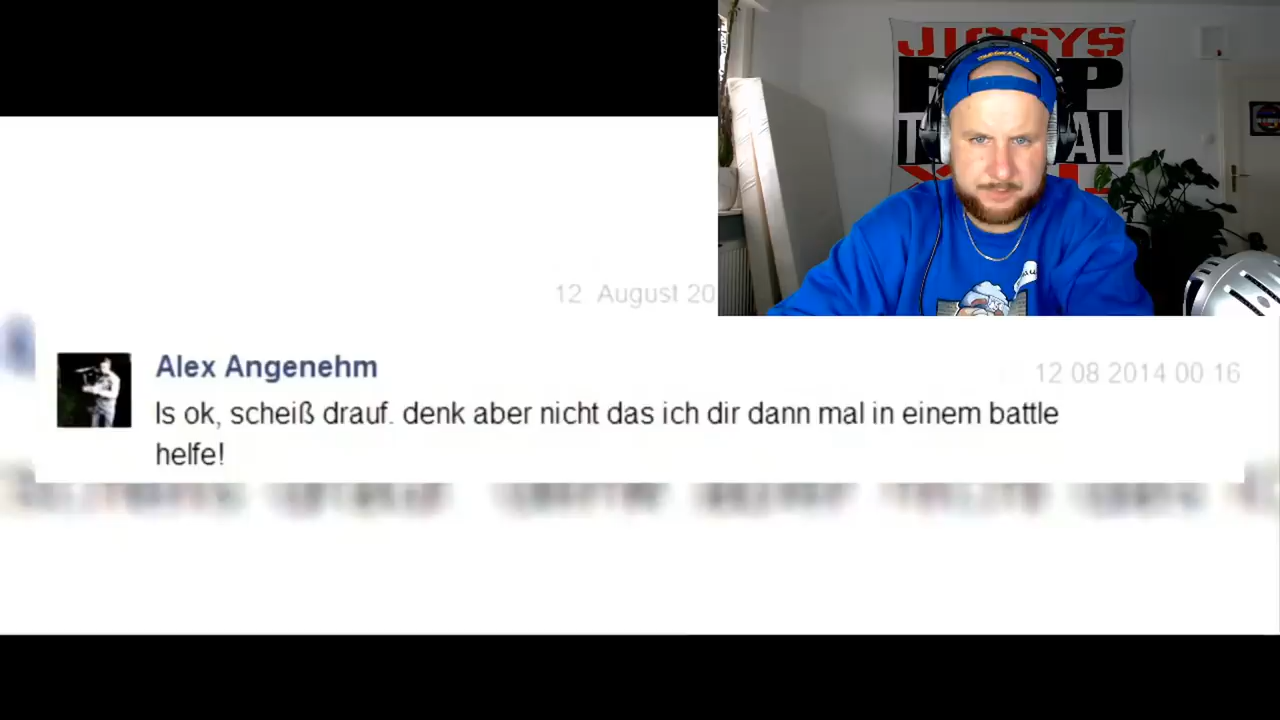 JIGGYS
12 August 20
Alex Angenehm
12 08 2014 00 16
Is ok, scheiß drauf. denk aber nicht das ich dir dann mal in einem battle
helfe!